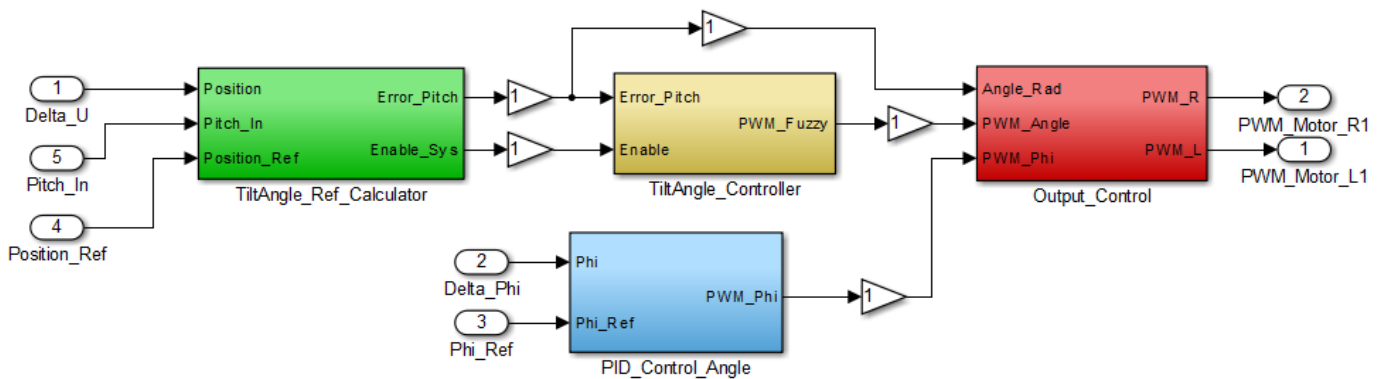 1
1
Delta_U
5
Pitch_In
4
Position_Ref
Position
Pitch_In
Position_Ref
Error_Pitch
Enable_Sys
TiltAngle_Ref_Calculator
1
1
Error_Pitch
Enable
PWM_Fuzzy
TiltAngle_Controller
1
Angle_Rad
PWM_Angle
PWM_Phi
PWM_R
PWM_L
Output_Control
2
PWM_Motor_R1
1
PWM_Motor_L1
2
Delta_Phi
3
Phi_Ref
Phi
Phi_Ref
PWM_Phi
PID_Control_Angle
1